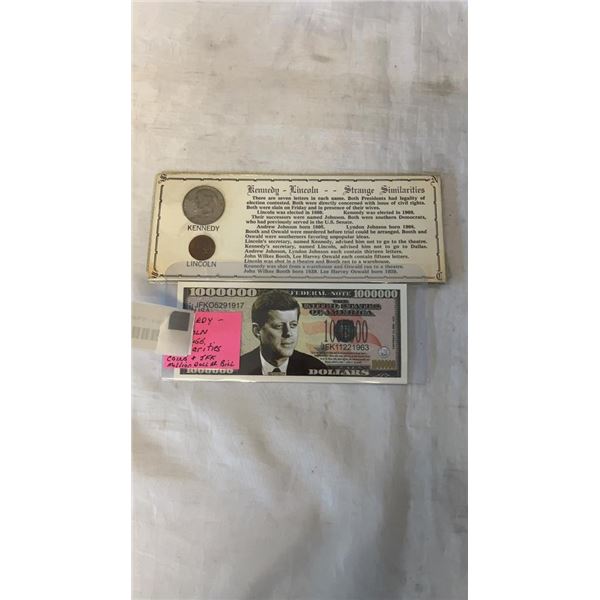 Kennedy - Lincoln - - Strange Similarities
There are seven letters in each name. Both Presidents had legality of
election contested. Both were directly concerned with issue of civil rights.
Both were slain on Friday and in presence of their wives.
Lincoln was elected in 1860. Kennedy was elected in 1960.
Their successors were named Johnson. Both were southern Democrats,
who had previously served in the U.S. Senate.
Andrew Johnson born 1808. Lyndon Johnson born 1908.
Booth and Oswald were murdered before trial could be arranged. Booth and
Oswald were southerners favoring unpopular ideas.
Lincoln's secretary, named Kennedy, advised him not to go to the theatre.
Kennedy's secretary, named Lincoln, advised him not to go to Dallas.
Andrew Johnson, Lyndon Johnson each contain thirteen letters.
John Wilkes Booth, Lee Harvey Oswald each contain fifteen letters.
Lincoln was shot in a theatre and Booth ran to a warehouse.
Kennedy was shot from a warehouse and Oswald ran to a theatre.
John Wilkes Booth born 1839. Lee Harvey Oswald born 1939.
KENNEDY
LINCOLN
1000000 FEDERAL NOTE 1000000
JFKO5291917
UNITED STATES
OF AMERICA
JFK11221963
1000000 DOLLARS
EDY -
OLN
Coins + JFK
Million Dollar Bill